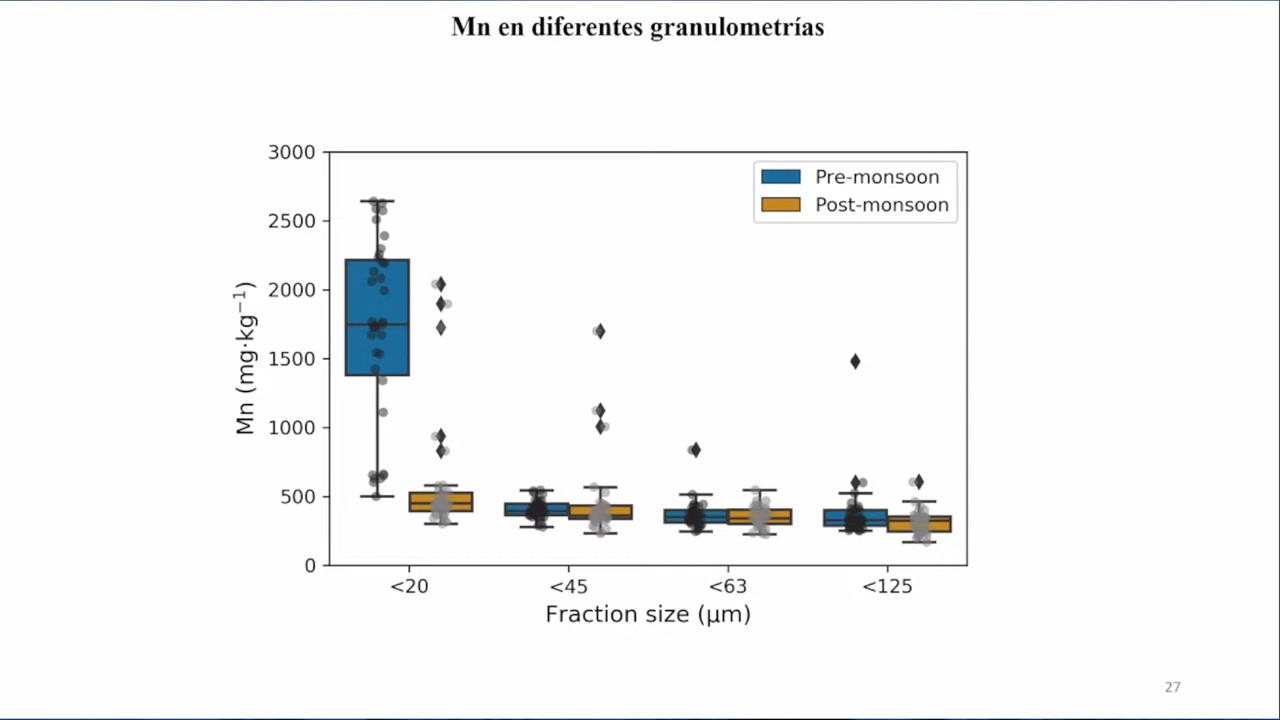 Mn en diferentes granulometrías
3000
2500
2000
1500
1000
500
0
Mn (mg·kg⁻¹)
Pre-monsoon
Post-monsoon
<20
<45
<63
<125
Fraction size (μm)
27